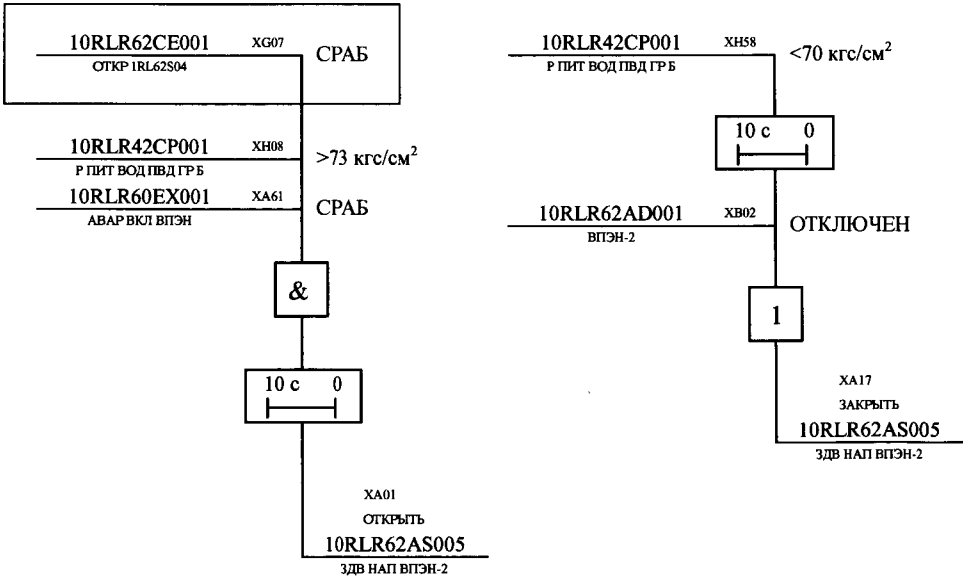 10RLR62CE001 XG07 СРАБ
ОТКР 1RL62S04
10RLR42CP001 XH08 >73 кгс/см²
Р ПИТ ВОД ПВД ГР Б
10RLR60EX001 XA61 СРАБ
АВАР ВКЛ ВПЭН
&
10 с 0
XA01
ОТКРЫТЬ
10RLR62AS005
ЗДВ НАП ВПЭН-2
10RLR42CP001 XH58 <70 кгс/см²
Р ПИТ ВОД ПВД ГР Б
10 с 0
10RLR62AD001 XB02 ОТКЛЮЧЕН
ВПЭН-2
1
XA17
ЗАКРЫТЬ
10RLR62AS005
ЗДВ НАП ВПЭН-2